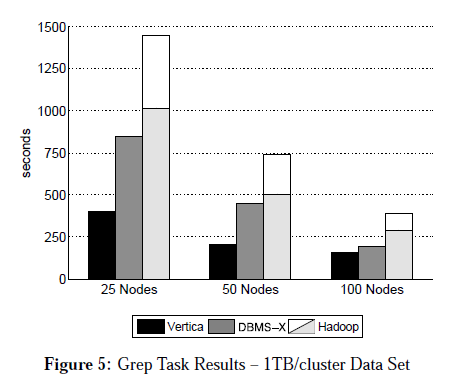 1500
1250
1000
750
500
250
0
seconds
25 Nodes 50 Nodes 100 Nodes
Vertica DBMS−X Hadoop
Figure 5: Grep Task Results – 1TB/cluster Data Set